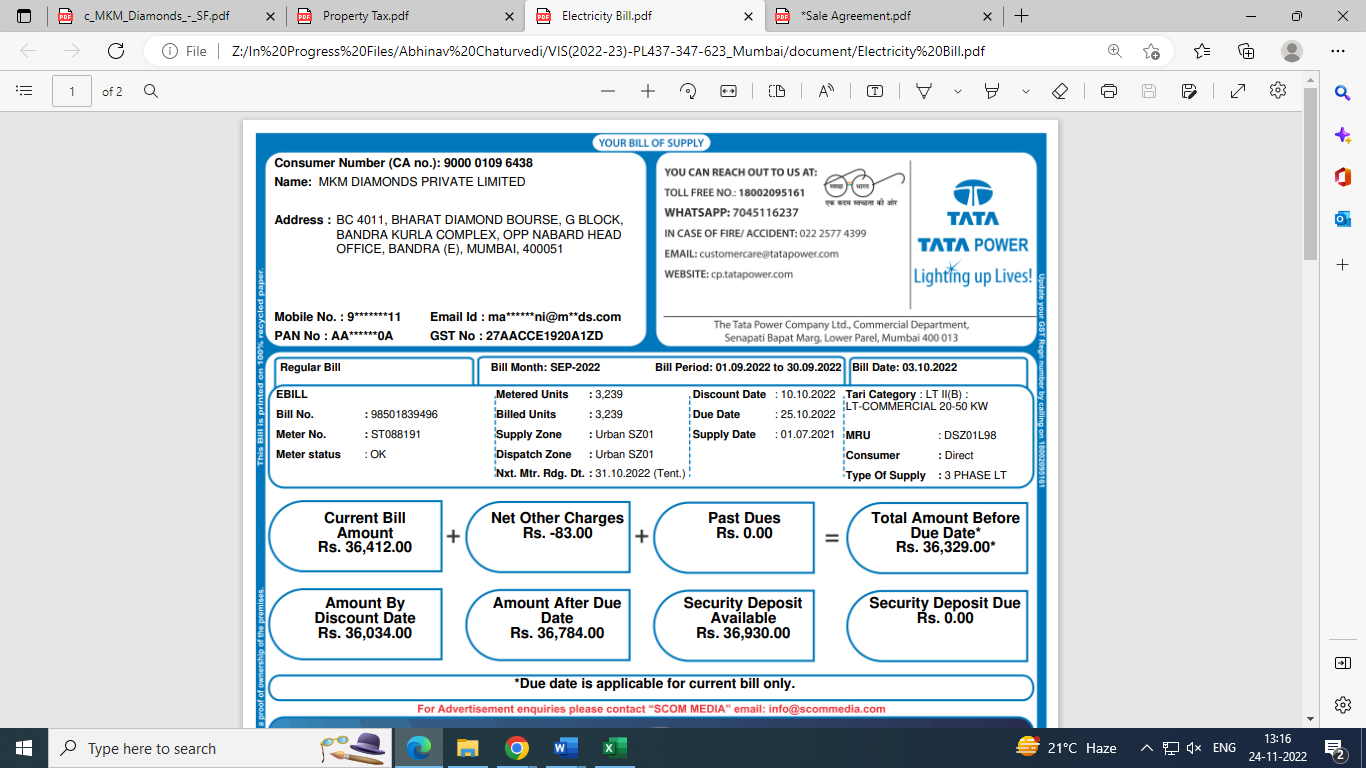 c_MKM_Diamonds_-_SF.pdf
Property Tax.pdf
Electricity Bill.pdf
*Sale Agreement.pdf
File
Z:/In%20Progress%20Files/Abhinav%20Chaturvedi/VIS(2022-23)-PL437-347-623_Mumbai/document/Electricity%20Bill.pdf
1 of 2
YOUR BILL OF SUPPLY
Consumer Number (CA no.): 9000 0109 6438
Name: MKM DIAMONDS PRIVATE LIMITED
Address : BC 4011, BHARAT DIAMOND BOURSE, G BLOCK,
BANDRA KURLA COMPLEX, OPP NABARD HEAD
OFFICE, BANDRA (E), MUMBAI, 400051
Mobile No. : 9*******11 Email Id : ma******ni@m**ds.com
PAN No : AA******0A GST No : 27AACCE1920A1ZD
YOU CAN REACH OUT TO US AT:
TOLL FREE NO.: 18002095161
WHATSAPP: 7045116237
IN CASE OF FIRE/ ACCIDENT: 022 2577 4399
EMAIL: customercare@tatapower.com
WEBSITE: cp.tatapower.com
स्वच्छ भारत
एक कदम स्वच्छता की ओर
TATA
TATA POWER
Lighting up Lives!
The Tata Power Company Ltd., Commercial Department,
Senapati Bapat Marg, Lower Parel, Mumbai 400 013
This Bill is printed on 100% recycled paper.
Update your GST Regn number by calling on 18002095161
Regular Bill
Bill Month: SEP-2022 Bill Period: 01.09.2022 to 30.09.2022
Bill Date: 03.10.2022
EBILL
Bill No. : 98501839496
Meter No. : ST088191
Meter status : OK
Metered Units : 3,239
Billed Units : 3,239
Supply Zone : Urban SZ01
Dispatch Zone : Urban SZ01
Nxt. Mtr. Rdg. Dt. : 31.10.2022 (Tent.)
Discount Date : 10.10.2022
Due Date : 25.10.2022
Supply Date : 01.07.2021
Tari Category : LT II(B) :
LT-COMMERCIAL 20-50 KW
MRU : DSZ01L98
Consumer : Direct
Type Of Supply : 3 PHASE LT
Current Bill
Amount
Rs. 36,412.00
+
Net Other Charges
Rs. -83.00
+
Past Dues
Rs. 0.00
=
Total Amount Before
Due Date*
Rs. 36,329.00*
Amount By
Discount Date
Rs. 36,034.00
Amount After Due
Date
Rs. 36,784.00
Security Deposit
Available
Rs. 36,930.00
Security Deposit Due
Rs. 0.00
a proof of ownership of the premises.
*Due date is applicable for current bill only.
For Advertisement enquiries please contact “SCOM MEDIA” email: info@scommedia.com
Type here to search
21°C Haze
ENG
13:16
24-11-2022
2